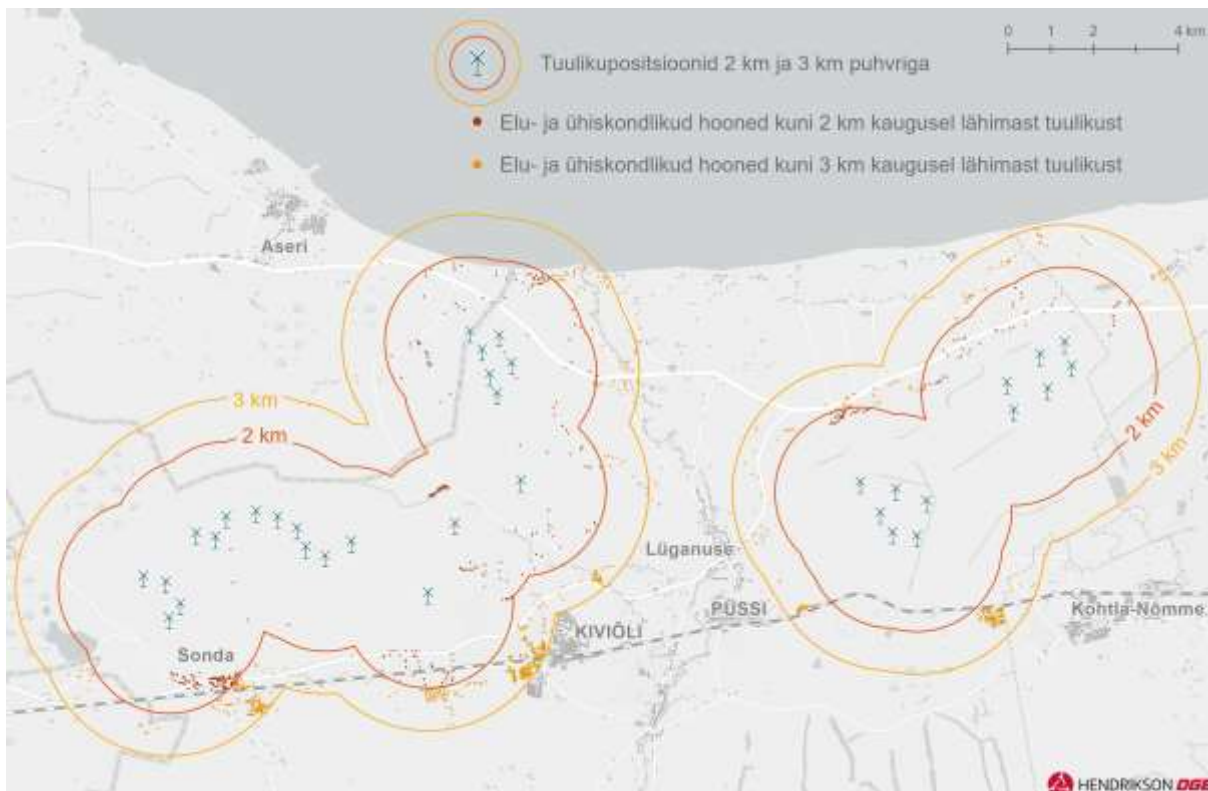 0 1 2 4 km
Tuulikupositsioonid 2 km ja 3 km puhvriga
Elu- ja ühiskondlikud hooned kuni 2 km kaugusel lähimast tuulikust
Elu- ja ühiskondlikud hooned kuni 3 km kaugusel lähimast tuulikust
Aseri
3 km
2 km
2 km
3 km
Lüganuse
PÜSSI
Kohtla-Nõmme
KIVIÕLI
Sonda
HENDRIKSON DGE